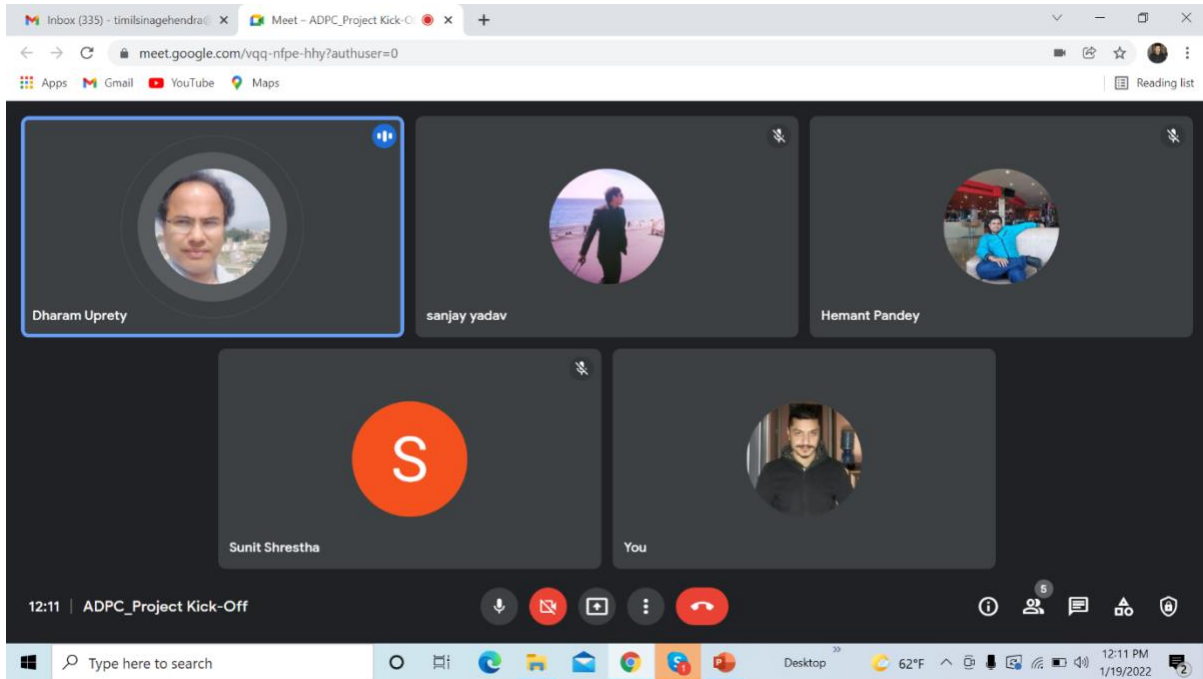 Inbox (335) - timilsinagehendra@
Meet – ADPC_Project Kick-O
meet.google.com/vqq-nfpe-hhy?authuser=0
Apps Gmail YouTube Maps Reading list
Dharam Uprety
sanjay yadav
Hemant Pandey
S
Sunit Shrestha
You
12:11 | ADPC_Project Kick-Off
5
Type here to search
Desktop
62°F
12:11 PM
1/19/2022
2